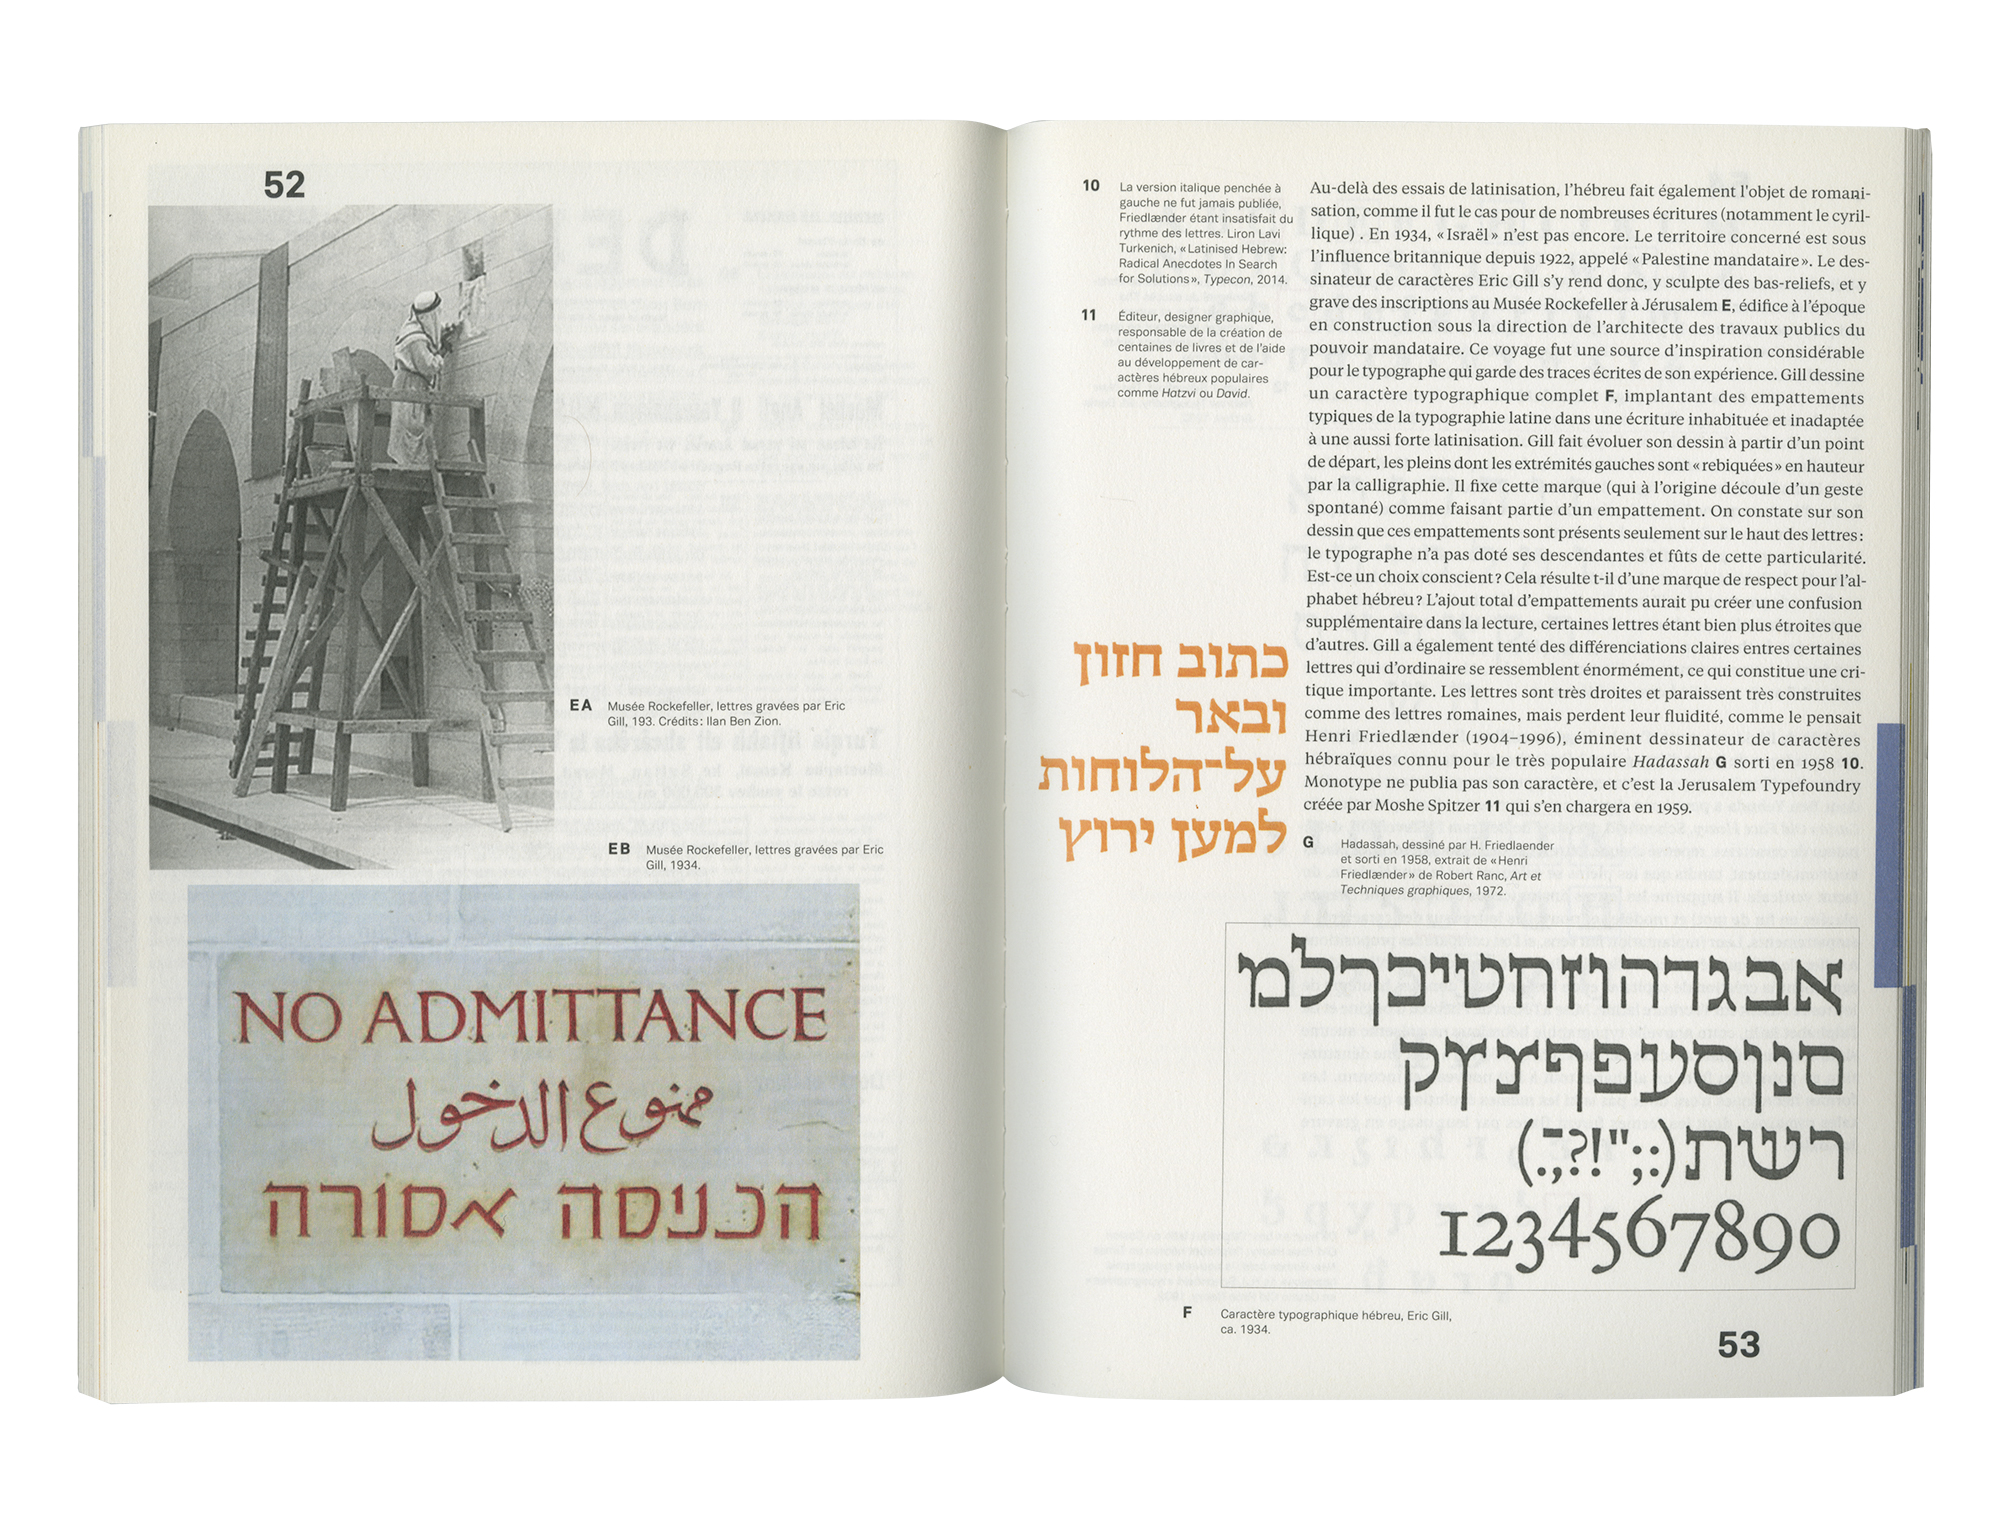 52
EA Musée Rockefeller, lettres gravées par Eric
Gill, 193. Crédits : Ilan Ben Zion.
EB Musée Rockefeller, lettres gravées par Eric
Gill, 1934.
NO ADMITTANCE
ممنوع الدخول
הכניסה אסורה
10 La version italique penchée à
gauche ne fut jamais publiée,
Friedlænder étant insatisfait du
rythme des lettres. Liron Lavi
Turkenich, « Latinised Hebrew:
Radical Anecdotes In Search
for Solutions », Typecon, 2014.
11 Éditeur, designer graphique,
responsable de la création de
centaines de livres et de l’aide
au développement de car-
actères hébreux populaires
comme Hatzvi ou David.
Au-delà des essais de latinisation, l’hébreu fait également l'objet de romani-
sation, comme il fut le cas pour de nombreuses écritures (notamment le cyril-
lique) . En 1934, « Israël » n’est pas encore. Le territoire concerné est sous
l’influence britannique depuis 1922, appelé « Palestine mandataire ». Le des-
sinateur de caractères Eric Gill s’y rend donc, y sculpte des bas-reliefs, et y
grave des inscriptions au Musée Rockefeller à Jérusalem E, édifice à l’époque
en construction sous la direction de l’architecte des travaux publics du
pouvoir mandataire. Ce voyage fut une source d’inspiration considérable
pour le typographe qui garde des traces écrites de son expérience. Gill dessine
un caractère typographique complet F, implantant des empattements
typiques de la typographie latine dans une écriture inhabituée et inadaptée
à une aussi forte latinisation. Gill fait évoluer son dessin à partir d’un point
de départ, les pleins dont les extrémités gauches sont « rebiquées » en hauteur
par la calligraphie. Il fixe cette marque (qui à l’origine découle d’un geste
spontané) comme faisant partie d’un empattement. On constate sur son
dessin que ces empattements sont présents seulement sur le haut des lettres :
le typographe n’a pas doté ses descendantes et fûts de cette particularité.
Est-ce un choix conscient ? Cela résulte t-il d’une marque de respect pour l’al-
phabet hébreu ? L’ajout total d’empattements aurait pu créer une confusion
supplémentaire dans la lecture, certaines lettres étant bien plus étroites que
d’autres. Gill a également tenté des différenciations claires entres certaines
lettres qui d’ordinaire se ressemblent énormément, ce qui constitue une cri-
tique importante. Les lettres sont très droites et paraissent très construites
comme des lettres romaines, mais perdent leur fluidité, comme le pensait
Henri Friedlænder (1904–1996), éminent dessinateur de caractères
hébraïques connu pour le très populaire Hadassah G sorti en 1958 10.
Monotype ne publia pas son caractère, et c’est la Jerusalem Typefoundry
créée par Moshe Spitzer 11 qui s’en chargera en 1959.
כתוב חזון
ובאר
על־הלוחות
למען ירוץ
G Hadassah, dessiné par H. Friedlaender
et sorti en 1958, extrait de « Henri
Friedlænder » de Robert Ranc, Art et
Techniques graphiques, 1972.
אבגדהוזחטיכךלמ
םנןסעפףצץק
רשת(:;"!?,.־)
1234567890
F Caractère typographique hébreu, Eric Gill,
ca. 1934.
53